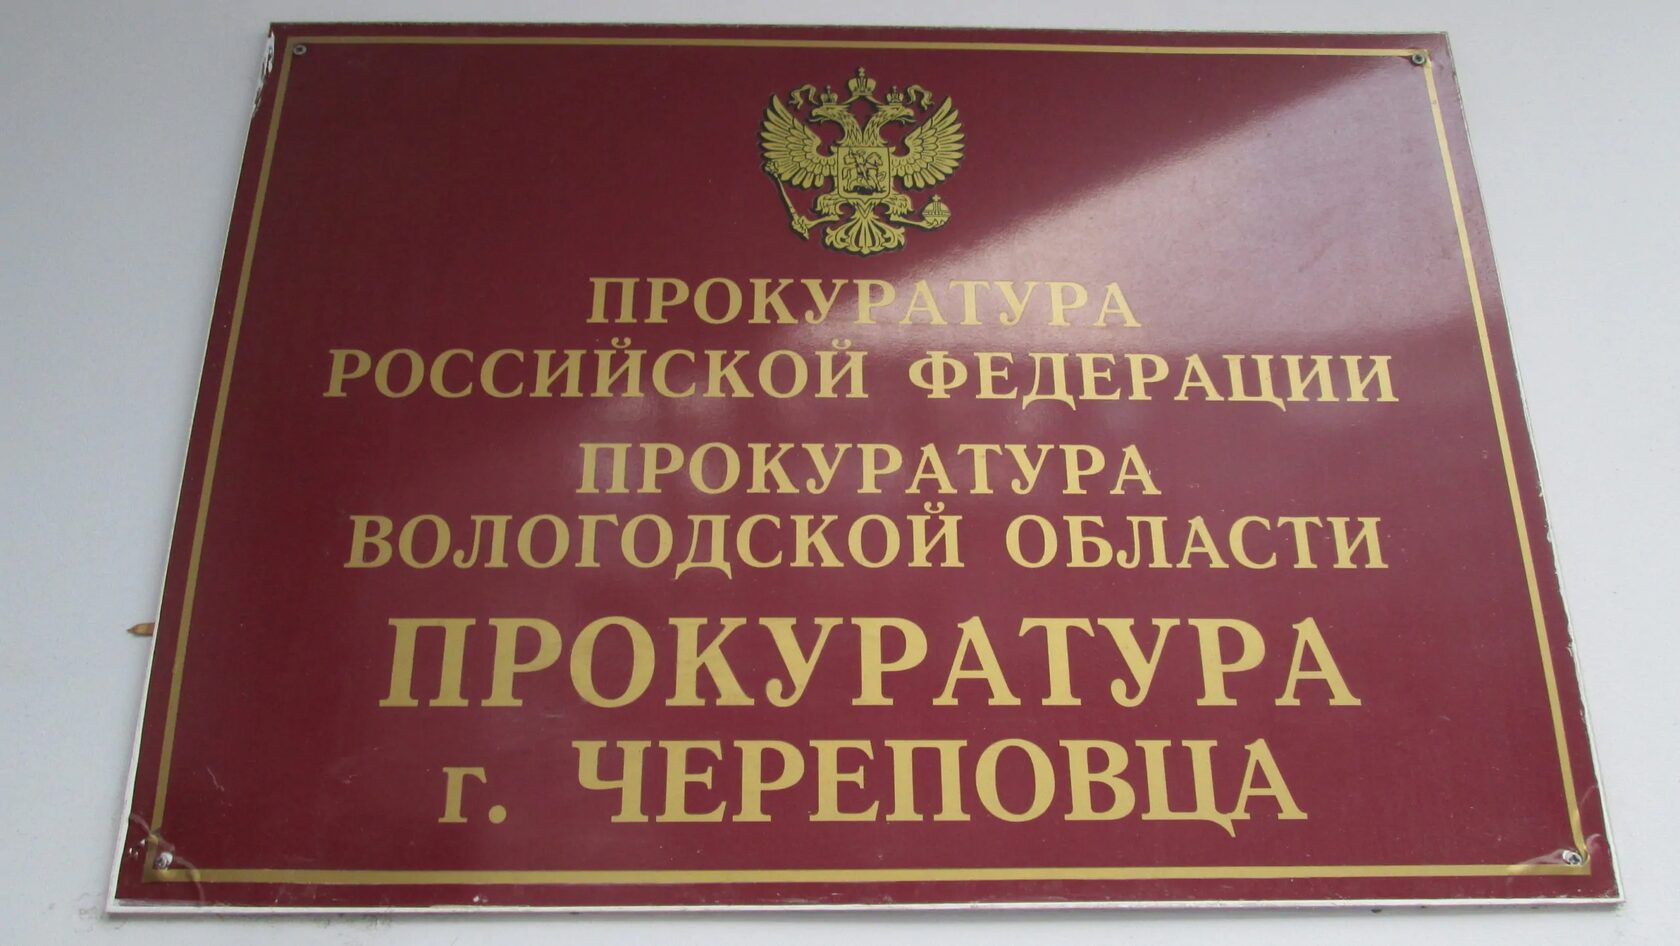 ПРОКУРАТУРА
РОССИЙСКОЙ ФЕДЕРАЦИИ
ПРОКУРАТУРА
ВОЛОГОДСКОЙ ОБЛАСТИ
ПРОКУРАТУРА
г. ЧЕРЕПОВЦА